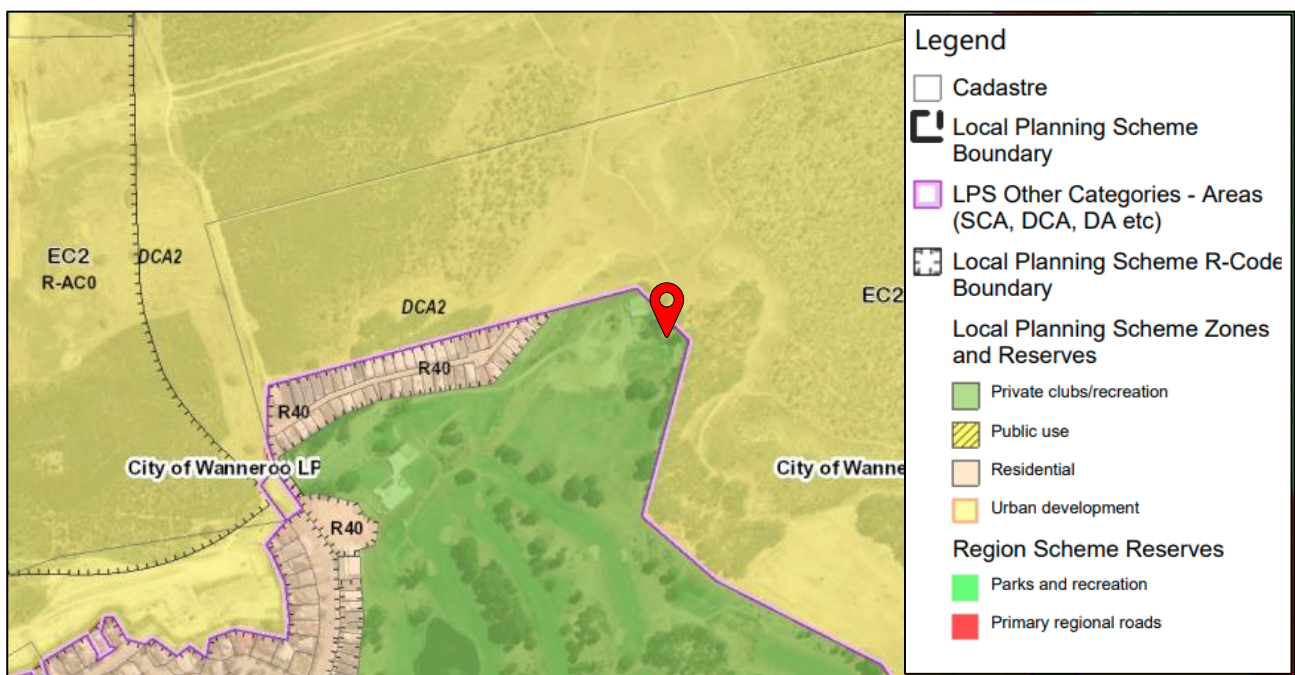 EC2
R-AC0
DCA2
DCA2
EC2
R40
R40
City of Wanneroo LP
City of Wanne
R40
Legend
Cadastre
Local Planning Scheme
Boundary
LPS Other Categories - Areas
(SCA, DCA, DA etc)
Local Planning Scheme R-Code
Boundary
Local Planning Scheme Zones
and Reserves
Private clubs/recreation
Public use
Residential
Urban development
Region Scheme Reserves
Parks and recreation
Primary regional roads